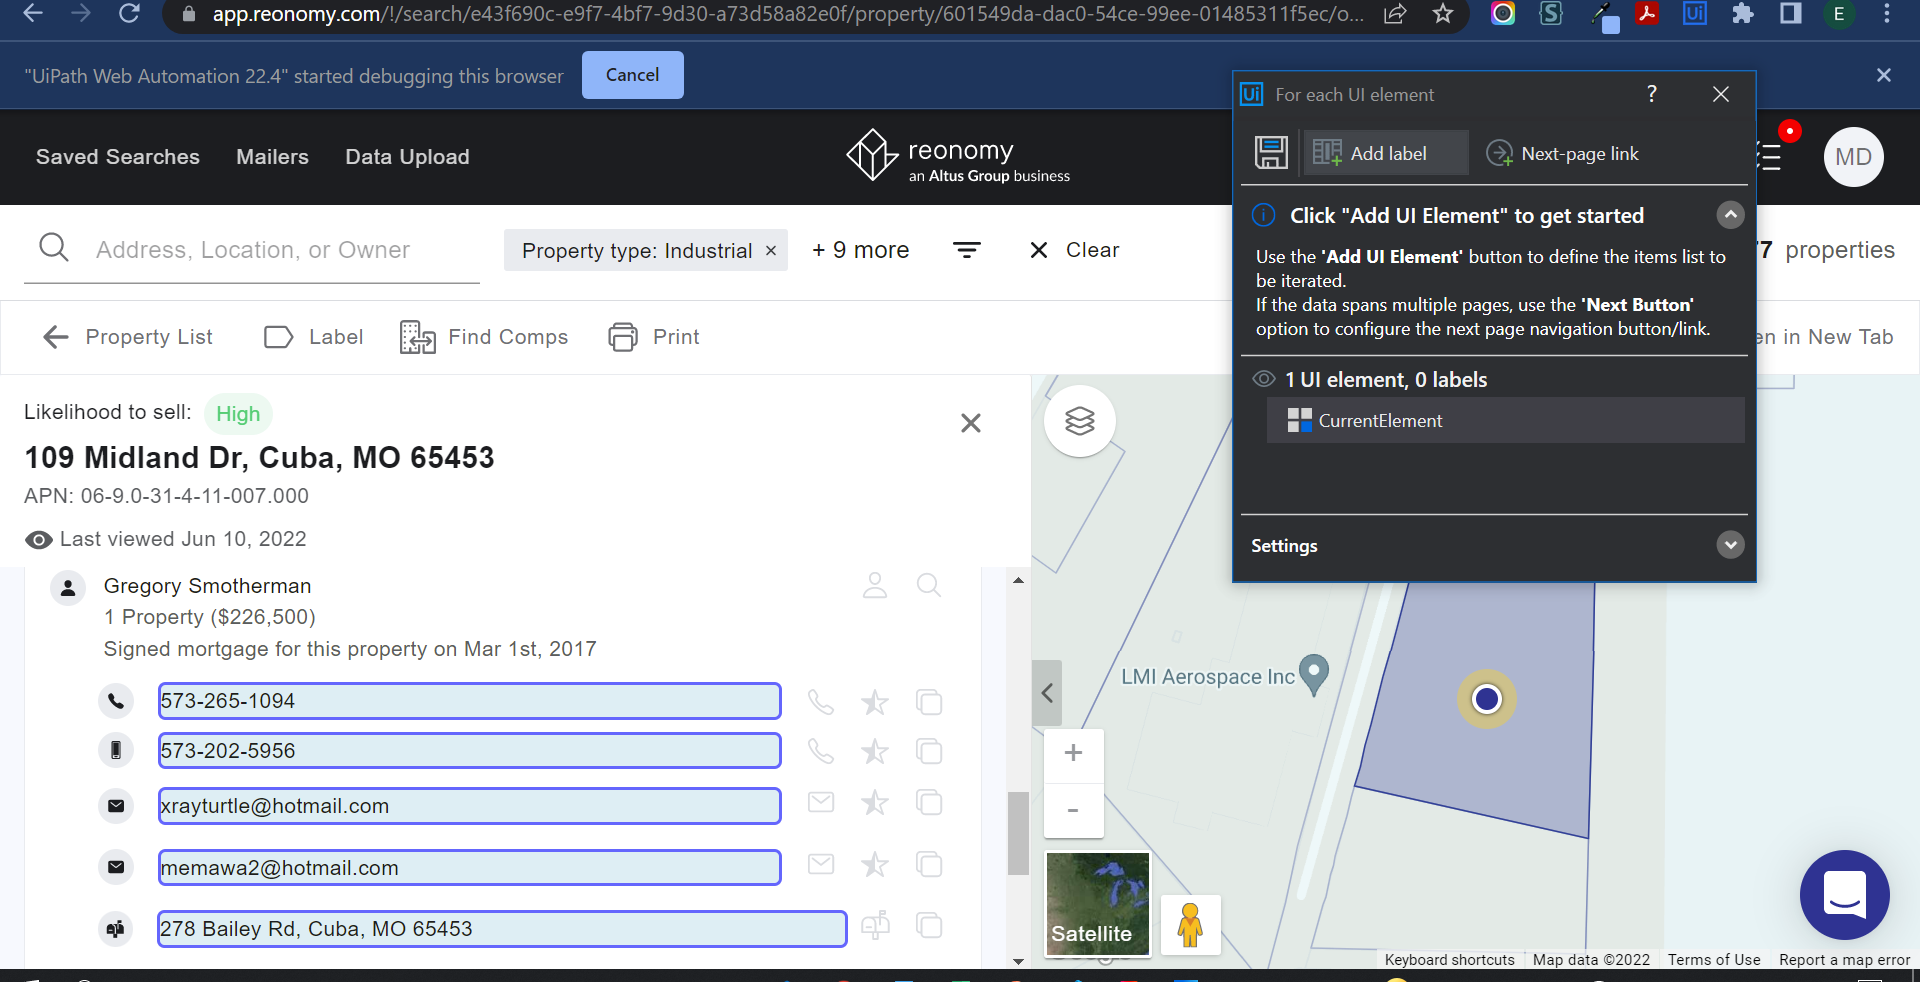 app.reonomy.com/!/search/e43f690c-e9f7-4bf7-9d30-a73d58a82e0f/property/601549da-dac0-54ce-99ee-01485311f5ec/o...
E
"UiPath Web Automation 22.4" started debugging this browser
Cancel
Ui For each UI element ?
Add label
Next-page link
Click "Add UI Element" to get started
Use the 'Add UI Element' button to define the items list to
be iterated.
If the data spans multiple pages, use the 'Next Button'
option to configure the next page navigation button/link.
1 UI element, 0 labels
CurrentElement
Settings
Saved Searches
Mailers
Data Upload
reonomy
an Altus Group business
MD
Address, Location, or Owner
Property type: Industrial ×
+ 9 more
Clear
7 properties
Property List
Label
Find Comps
Print
en in New Tab
Likelihood to sell: High
109 Midland Dr, Cuba, MO 65453
APN: 06-9.0-31-4-11-007.000
Last viewed Jun 10, 2022
Gregory Smotherman
1 Property ($226,500)
Signed mortgage for this property on Mar 1st, 2017
573-265-1094
573-202-5956
xrayturtle@hotmail.com
memawa2@hotmail.com
278 Bailey Rd, Cuba, MO 65453
LMI Aerospace Inc
+
-
Satellite
Keyboard shortcuts
Map data ©2022
Terms of Use
Report a map error